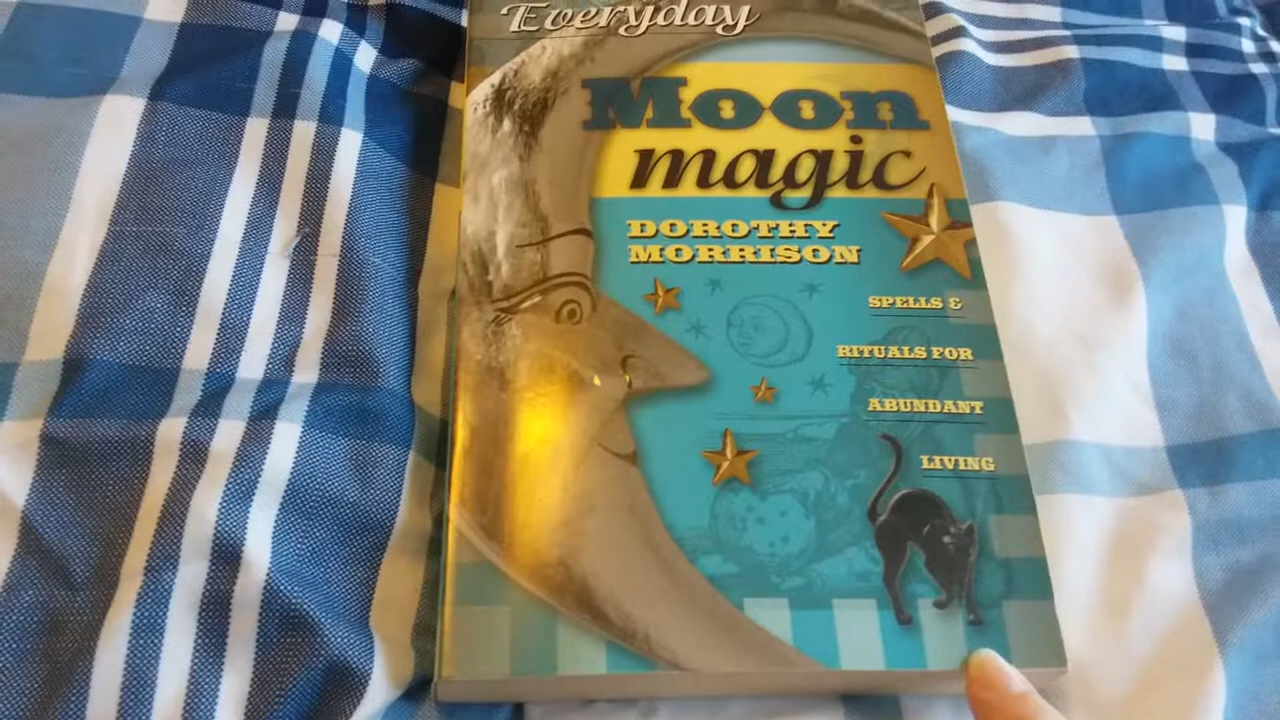 Everyday
Moon
magic
DOROTHY
MORRISON
SPELLS &
RITUALS FOR
ABUNDANT
LIVING